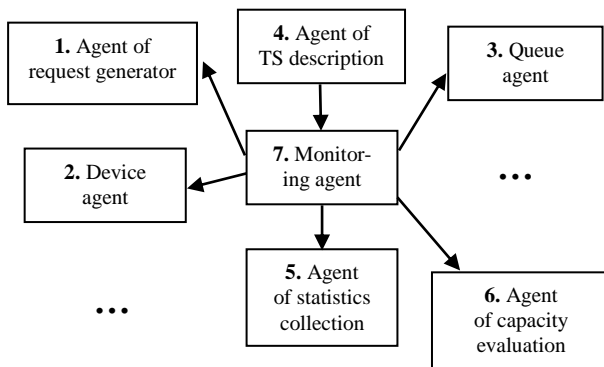 1. Agent of
request generator
4. Agent of
TS description
3. Queue
agent
2. Device
agent
7. Monitor-
ing agent
...
5. Agent
of statistics
collection
...
6. Agent
of capacity
evaluation